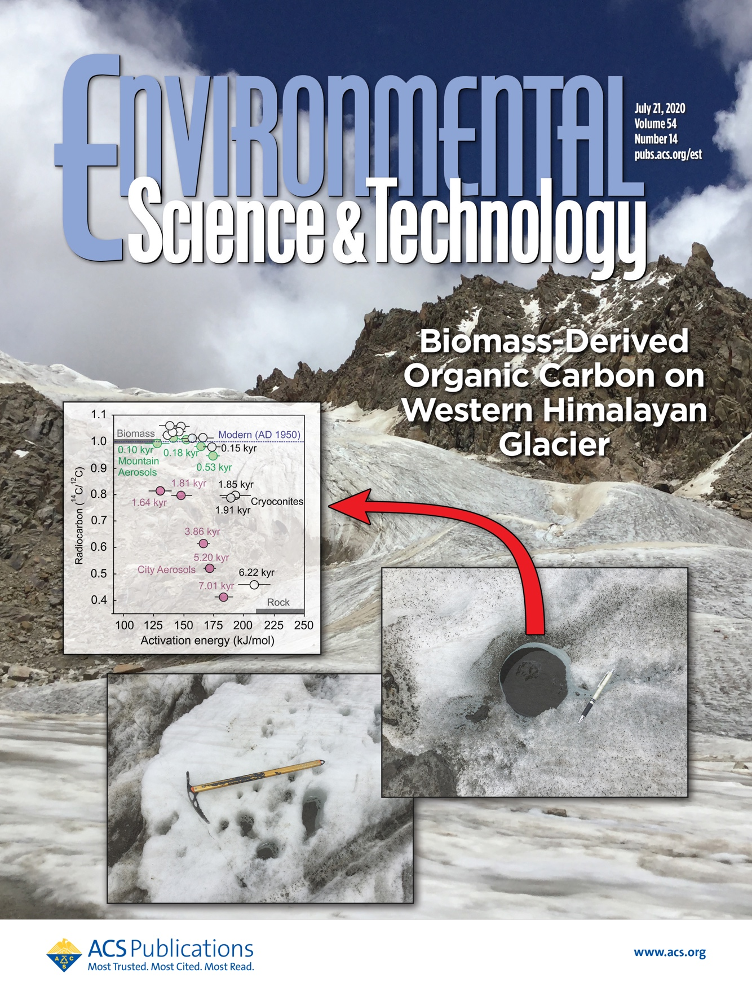 ENVIRONMENTAL
Science & Technology
July 21, 2020
Volume 54
Number 14
pubs.acs.org/est
Biomass-Derived
Organic Carbon on
Western Himalayan
Glacier
1.1
1.0
0.9
0.8
0.7
0.6
0.5
0.4
Radiocarbon (14C/12C)
Biomass
Modern (AD 1950)
0.10 kyr
0.18 kyr
0.15 kyr
Mountain
Aerosols
0.53 kyr
1.81 kyr
1.85 kyr
1.64 kyr
Cryoconites
1.91 kyr
3.86 kyr
5.20 kyr
City Aerosols
6.22 kyr
7.01 kyr
Rock
100 125 150 175 200 225 250
Activation energy (kJ/mol)
ACS Publications
Most Trusted. Most Cited. Most Read.
A C S
www.acs.org